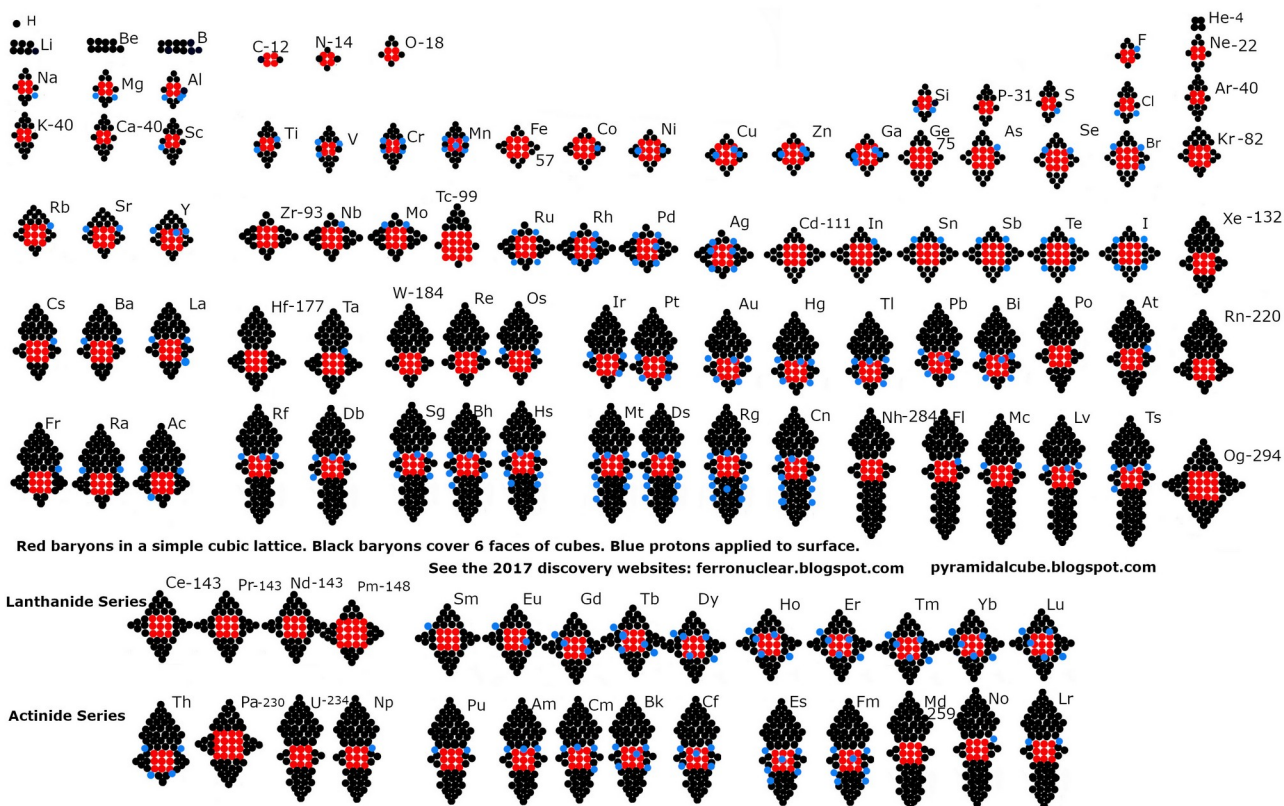 H He-4
Li Be B C-12 N-14 O-18 F Ne-22
Na Mg Al Si P-31 S Cl Ar-40
K-40 Ca-40 Sc Ti V Cr Mn Fe 57 Co Ni Cu Zn Ga Ge 75 As Se Br Kr-82
Rb Sr Y Zr-93 Nb Mo Tc-99 Ru Rh Pd Ag Cd-111 In Sn Sb Te I Xe-132
Cs Ba La Hf-177 Ta W-184 Re Os Ir Pt Au Hg Tl Pb Bi Po At Rn-220
Fr Ra Ac Rf Db Sg Bh Hs Mt Ds Rg Cn Nh-284 Fl Mc Lv Ts Og-294
Red baryons in a simple cubic lattice. Black baryons cover 6 faces of cubes. Blue protons applied to surface.
See the 2017 discovery websites: ferronuclear.blogspot.com pyramidalcube.blogspot.com
Lanthanide Series Ce-143 Pr-143 Nd-143 Pm-148 Sm Eu Gd Tb Dy Ho Er Tm Yb Lu
Actinide Series Th Pa-230 U-234 Np Pu Am Cm Bk Cf Es Fm Md 259 No Lr